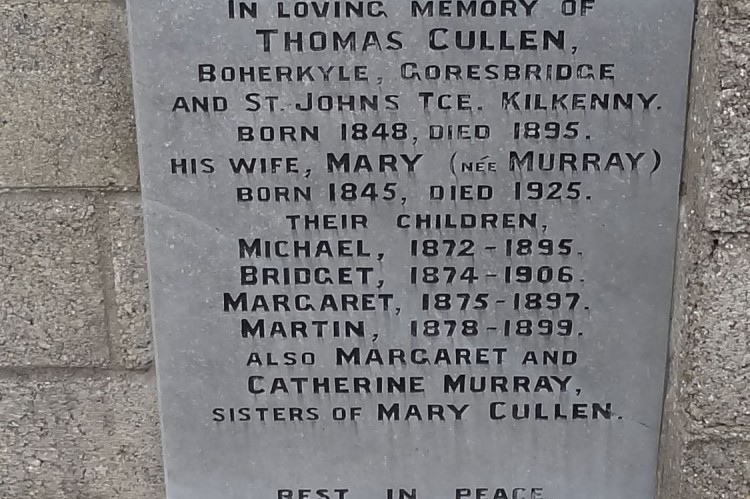 IN LOVING MEMORY OF
THOMAS CULLEN,
BOHERKYLE, GORESBRIDGE
AND ST. JOHNS TCE. KILKENNY.
BORN 1848, DIED 1895.
HIS WIFE, MARY (NÉE MURRAY)
BORN 1845, DIED 1925.
THEIR CHILDREN,
MICHAEL, 1872-1895.
BRIDGET, 1874-1906.
MARGARET, 1875-1897.
MARTIN, 1878-1899.
ALSO MARGARET AND
CATHERINE MURRAY,
SISTERS OF MARY CULLEN.
REST IN PEACE